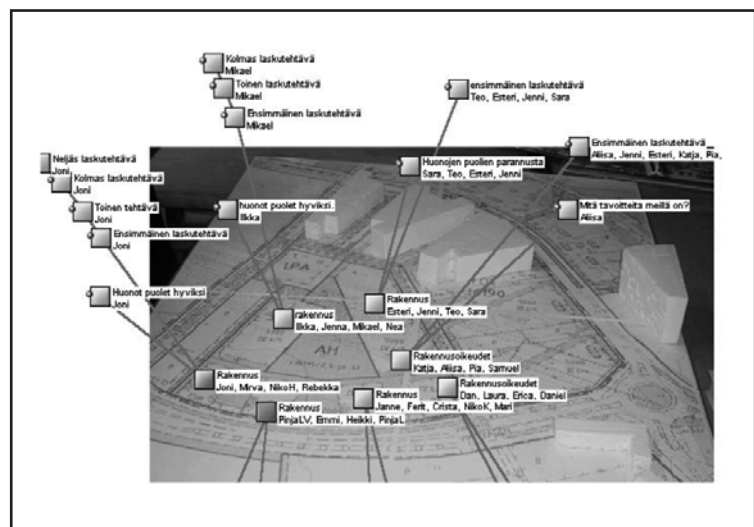 Kolmas laskutehtävä
Mikael
Toinen laskutehtävä
Mikael
Ensimmäinen laskutehtävä
Mikael
ensimmäinen laskutehtävä
Teo, Esteri, Jenni, Sara
Ensimmäinen laskutehtävä
Aliisa, Jenni, Esteri, Katja, Pia,
Huonojen puolien parannusta
Sara, Teo, Esteri, Jenni
Neljäs laskutehtävä
Joni
Kolmas laskutehtävä
Joni
Toinen tehtävä
Joni
Ensimmäinen laskutehtävä
Joni
huonot puolet hyviksi.
Ilkka
Mitä tavoitteita meillä on?
Aliisa
Huonot puolet hyviksi
Joni
LPA
Rakennus
Esteri, Jenni, Teo, Sara
rakennus
Ilkka, Jenna, Mikael, Nea
AH
Rakennusoikeudet
Katja, Aliisa, Pia, Samuel
Rakennus
Joni, Mirva, NikoH, Rebekka
Rakennusoikeudet
Dan, Laura, Erica, Daniel
Rakennus
Janne, Ferit, Crista, NikoK, Mari
Rakennus
PinjaLV, Emmi, Heikki, PinjaL